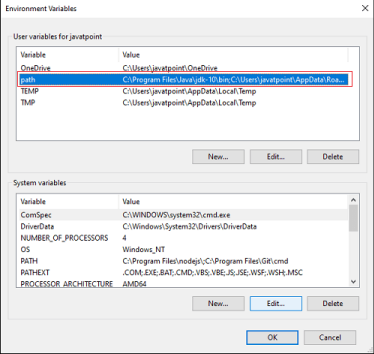 Environment Variables
User variables for javatpoint
Variable Value
OneDrive C:\Users\javatpoint\OneDrive
path C:\Program Files\Java\jdk-10\bin;C:\Users\javatpoint\AppData\Roa...
TEMP C:\Users\javatpoint\AppData\Local\Temp
TMP C:\Users\javatpoint\AppData\Local\Temp
New... Edit... Delete
System variables
Variable Value
ComSpec C:\WINDOWS\system32\cmd.exe
DriverData C:\Windows\System32\Drivers\DriverData
NUMBER_OF_PROCESSORS 4
OS Windows_NT
PATH C:\Program Files\nodejs\;C:\Program Files\Git\cmd
PATHEXT .COM;.EXE;.BAT;.CMD;.VBS;.VBE;.JS;.JSE;.WSF;.WSH;.MSC
PROCESSOR_ARCHITECTURE AMD64
New... Edit... Delete
OK Cancel